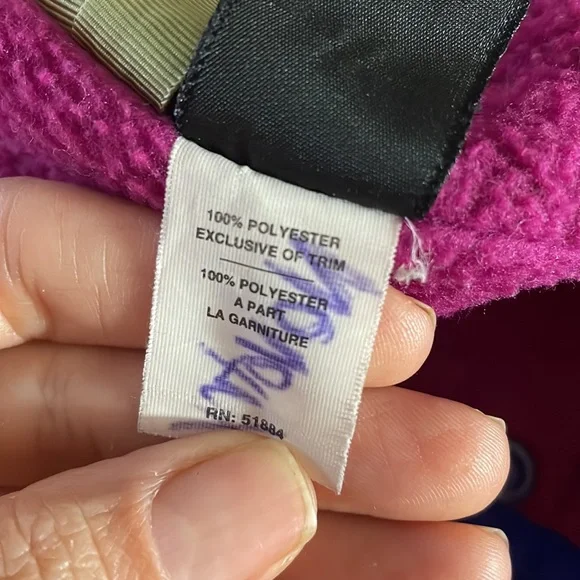 100% POLYESTER
EXCLUSIVE OF TRIM
100% POLYESTER
A PART
LA GARNITURE
RN: 51884